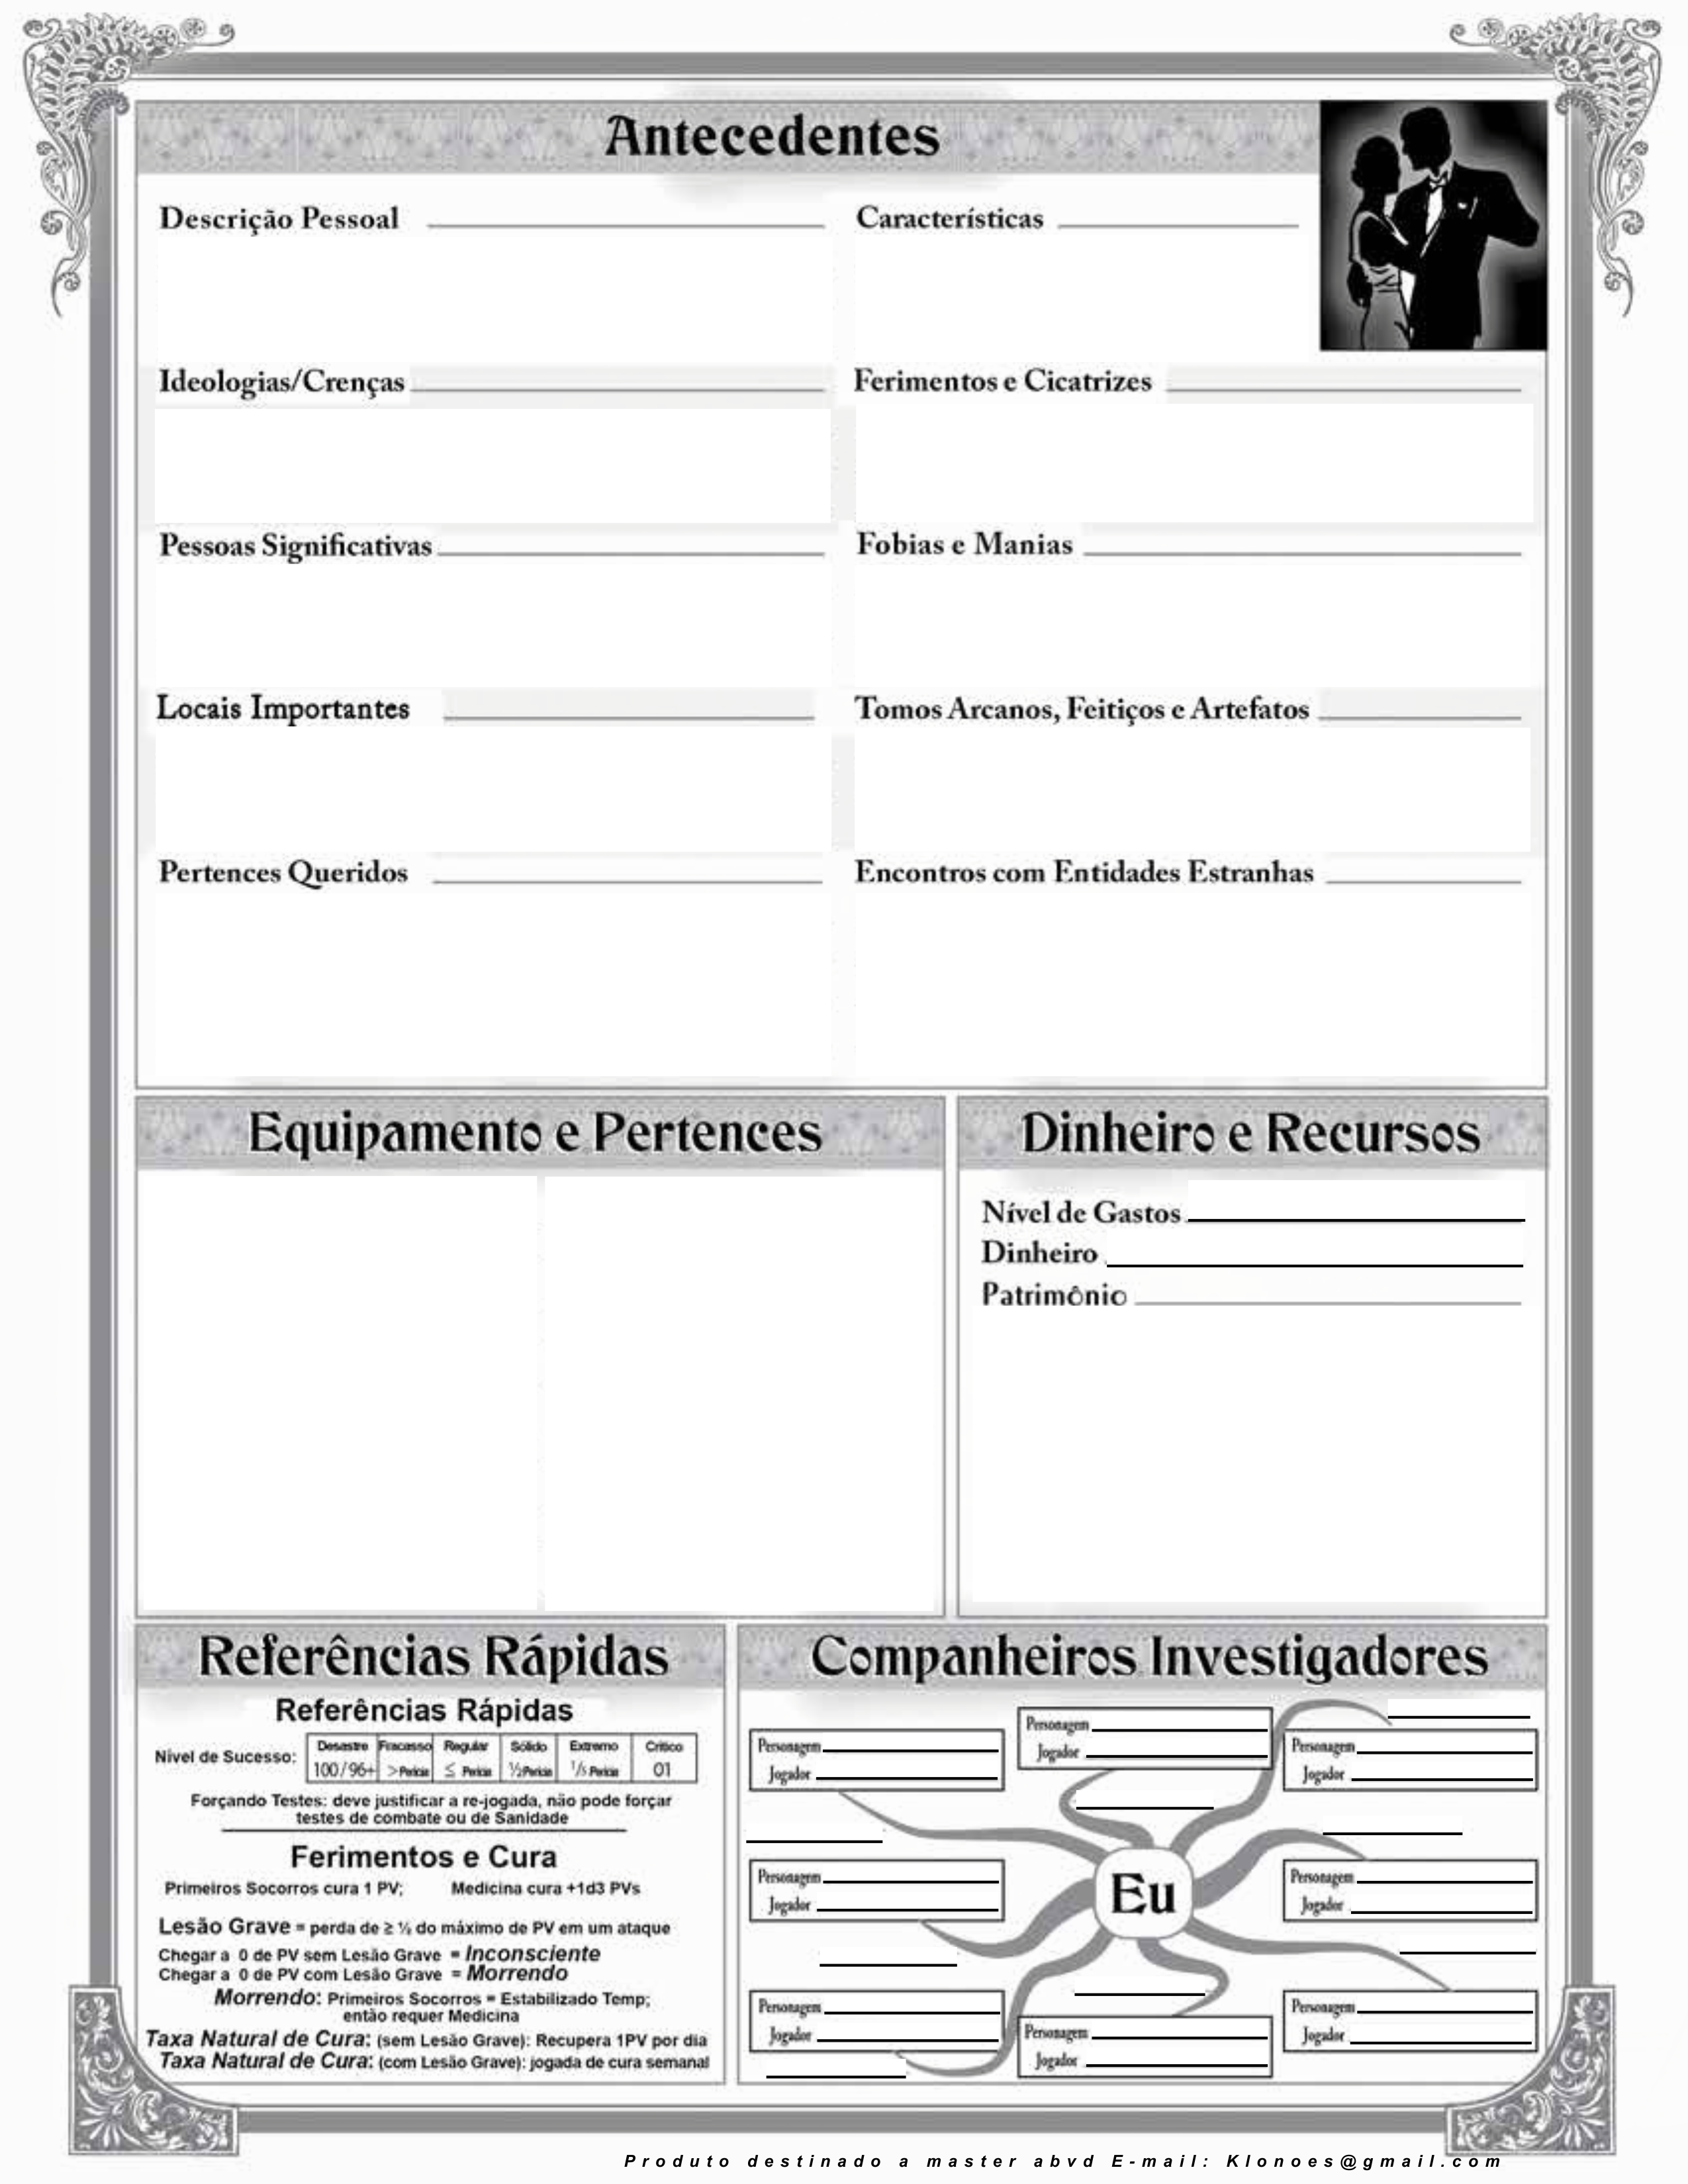 Antecedentes
Descrição Pessoal
Características
Ideologias/Crenças
Ferimentos e Cicatrizes
Pessoas Significativas
Fobias e Manias
Locais Importantes
Tomos Arcanos, Feitiços e Artefatos
Pertences Queridos
Encontros com Entidades Estranhas
Equipamento e Pertences
Dinheiro e Recursos
Nível de Gastos
Dinheiro
Patrimônio
Referências Rápidas
Referências Rápidas
Nível de Sucesso:
Desastre Fracasso Regular Sólido Extremo Crítico
100/96+ >Perícia ≤ Perícia ½Perícia 1/5 Perícia 01
Forçando Testes: deve justificar a re-jogada, não pode forçar
testes de combate ou de Sanidade
Ferimentos e Cura
Primeiros Socorros cura 1 PV; Medicina cura +1d3 PVs
Lesão Grave = perda de ≥ ½ do máximo de PV em um ataque
Chegar a 0 de PV sem Lesão Grave = Inconsciente
Chegar a 0 de PV com Lesão Grave = Morrendo
Morrendo: Primeiros Socorros = Estabilizado Temp;
então requer Medicina
Taxa Natural de Cura: (sem Lesão Grave): Recupera 1PV por dia
Taxa Natural de Cura: (com Lesão Grave): jogada de cura semanal
Companheiros Investigadores
Personagem
Jogador
Personagem
Jogador
Personagem
Jogador
Personagem
Jogador
Eu
Personagem
Jogador
Personagem
Jogador
Personagem
Jogador
Personagem
Jogador
Produto destinado a master abvd E-mail: Klonoes@gmail.com